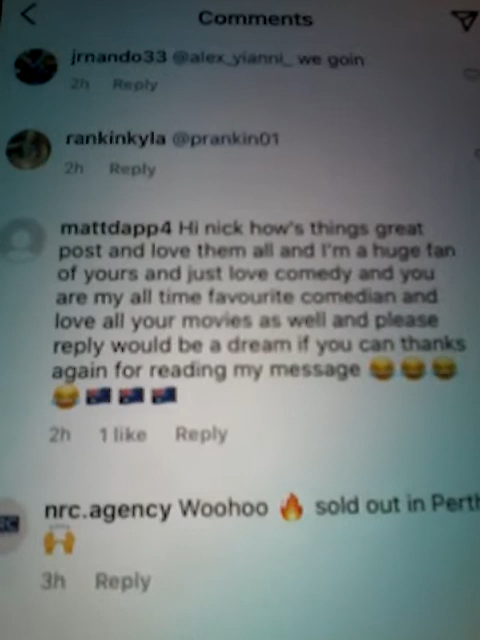 Comments
jrnando33 @alex_yianni_ we goin
2h Reply
rankinkyla @prankin01
2h Reply
mattdapp4 Hi nick how's things great
post and love them all and I'm a huge fan
of yours and just love comedy and you
are my all time favourite comedian and
love all your movies as well and please
reply would be a dream if you can thanks
again for reading my message 😂😂😂
😂🇦🇺🇦🇺🇦🇺
2h 1 like Reply
nrc.agency Woohoo 🔥 sold out in Perth
🙌
3h Reply